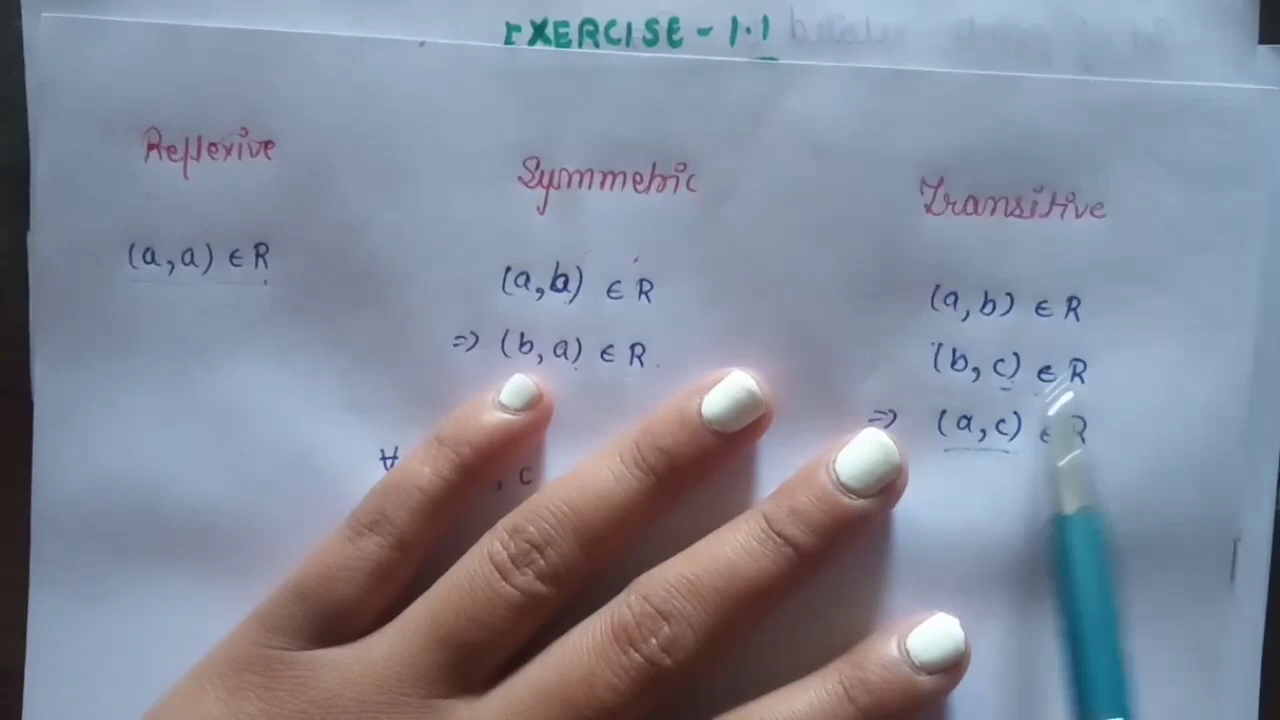 EXERCISE - 1.1
Reflexive
(a,a) ∈ R
Symmetric
(a,b) ∈ R
⇒ (b,a) ∈ R
Transitive
(a,b) ∈ R
(b,c) ∈ R
⇒ (a,c) ∈ R
∀ , c